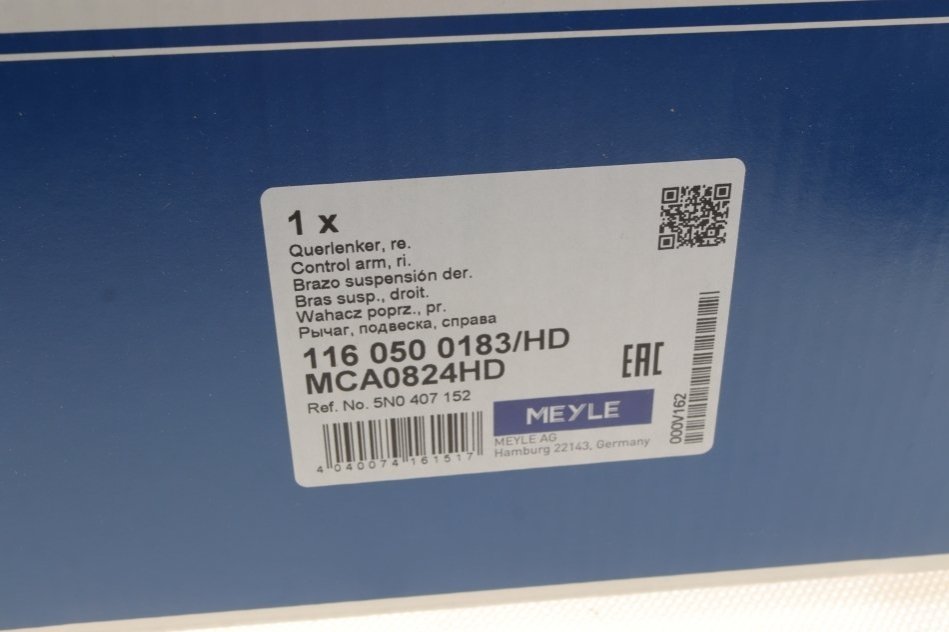 1 x
Querlenker, re.
Control arm, ri.
Brazo suspensión der.
Bras susp., droit.
Wahacz poprz., pr.
Рычаг, подвеска, справа
116 050 0183/HD
MCA0824HD
Ref. No. 5N0 407 152
4 040074 161517
EAC
MEYLE
MEYLE AG
Hamburg 22143, Germany
000V162